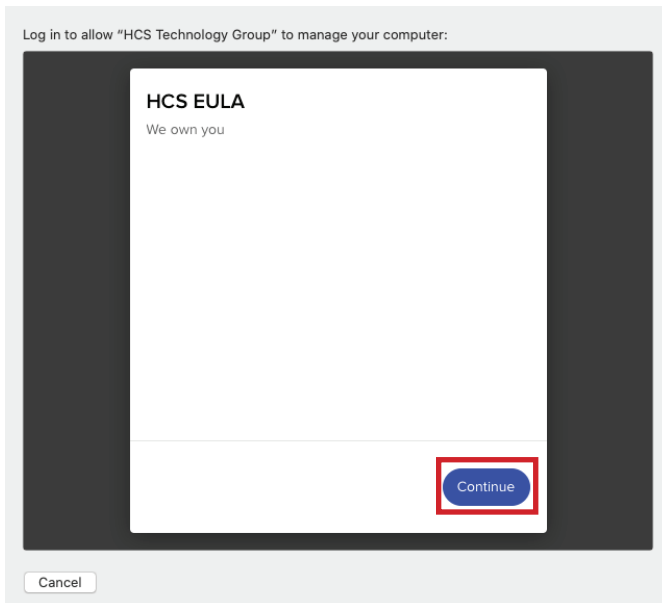 Log in to allow “HCS Technology Group” to manage your computer:
HCS EULA
We own you
Continue
Cancel